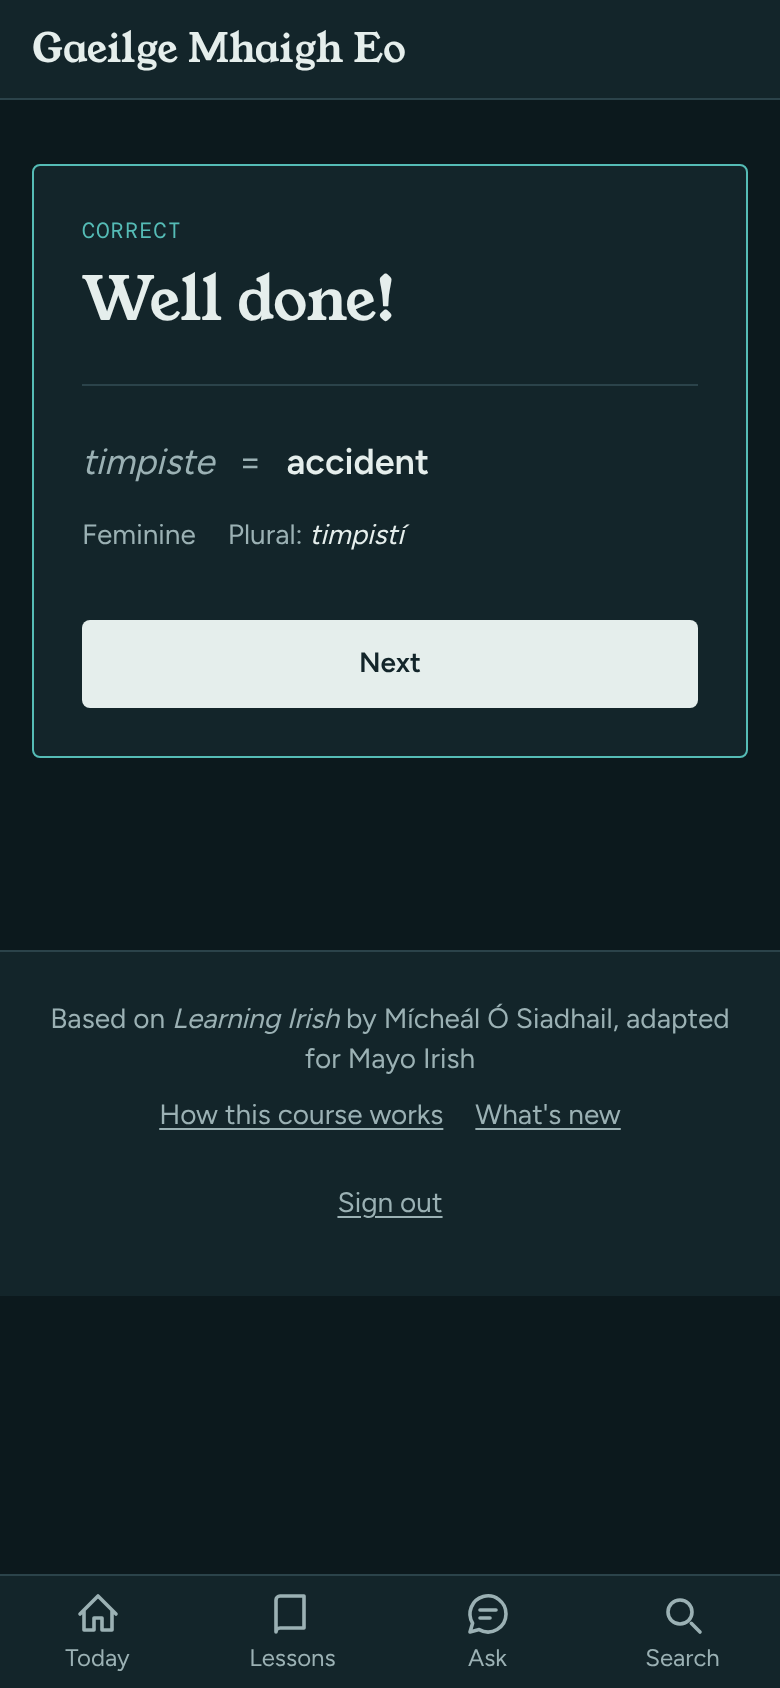 Gaeilge Mhaigh Eo
CORRECT
Well done!
timpiste = accident
Feminine Plural: timpistí
Next
Based on Learning Irish by Mícheál Ó Siadhail, adapted
for Mayo Irish
How this course works What's new
Sign out
Today Lessons Ask Search